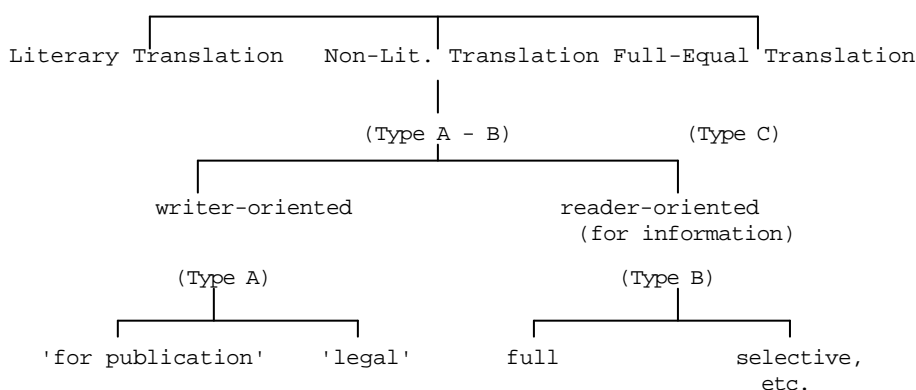 Literary Translation Non-Lit. Translation Full-Equal Translation
(Type A - B) (Type C)
writer-oriented reader-oriented
(for information)
(Type A) (Type B)
'for publication' 'legal' full selective,
etc.